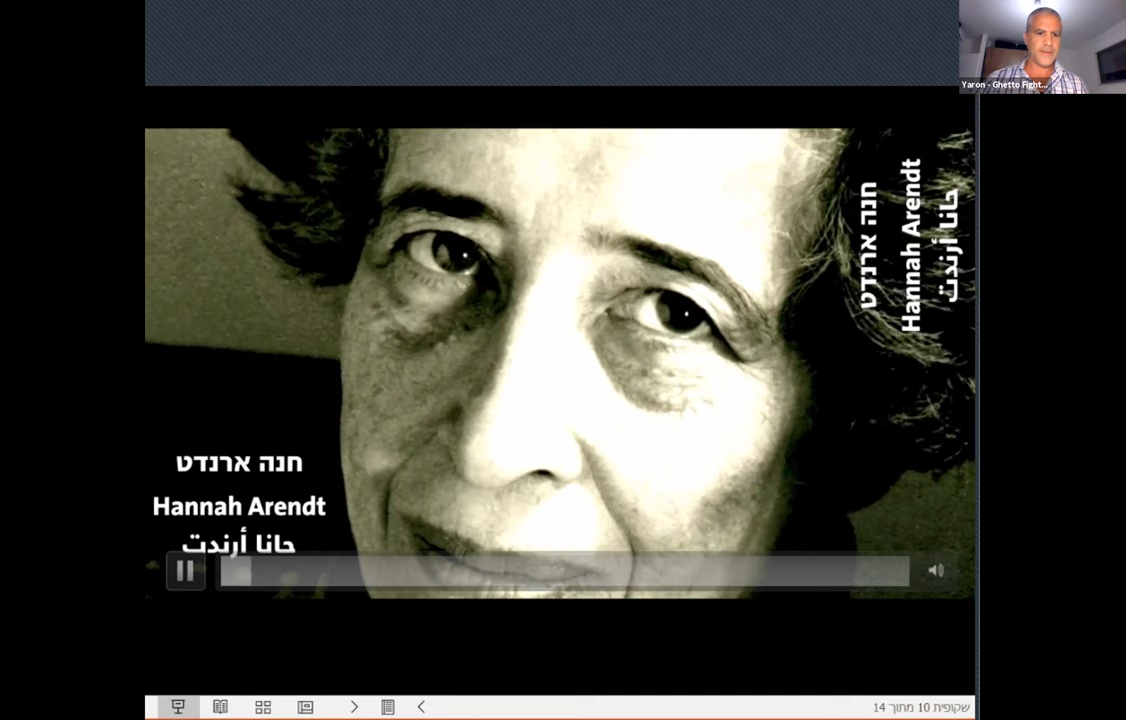 Yaron - Ghetto Fight...
חנה ארנדט
Hannah Arendt
حانا أرندت
חנה ארנדט
Hannah Arendt
حانا أرندت
שקופית 10 מתוך 14